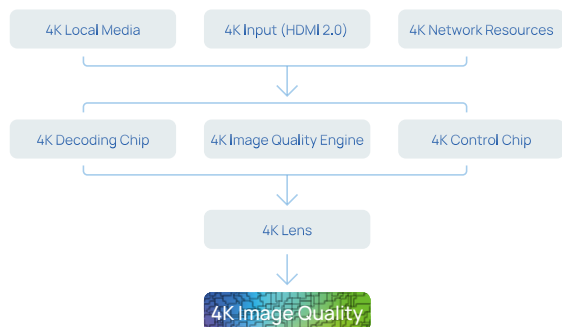 4K Local Media
4K Input (HDMI 2.0)
4K Network Resources
4K Decoding Chip
4K Image Quality Engine
4K Control Chip
4K Lens
4K Image Quality